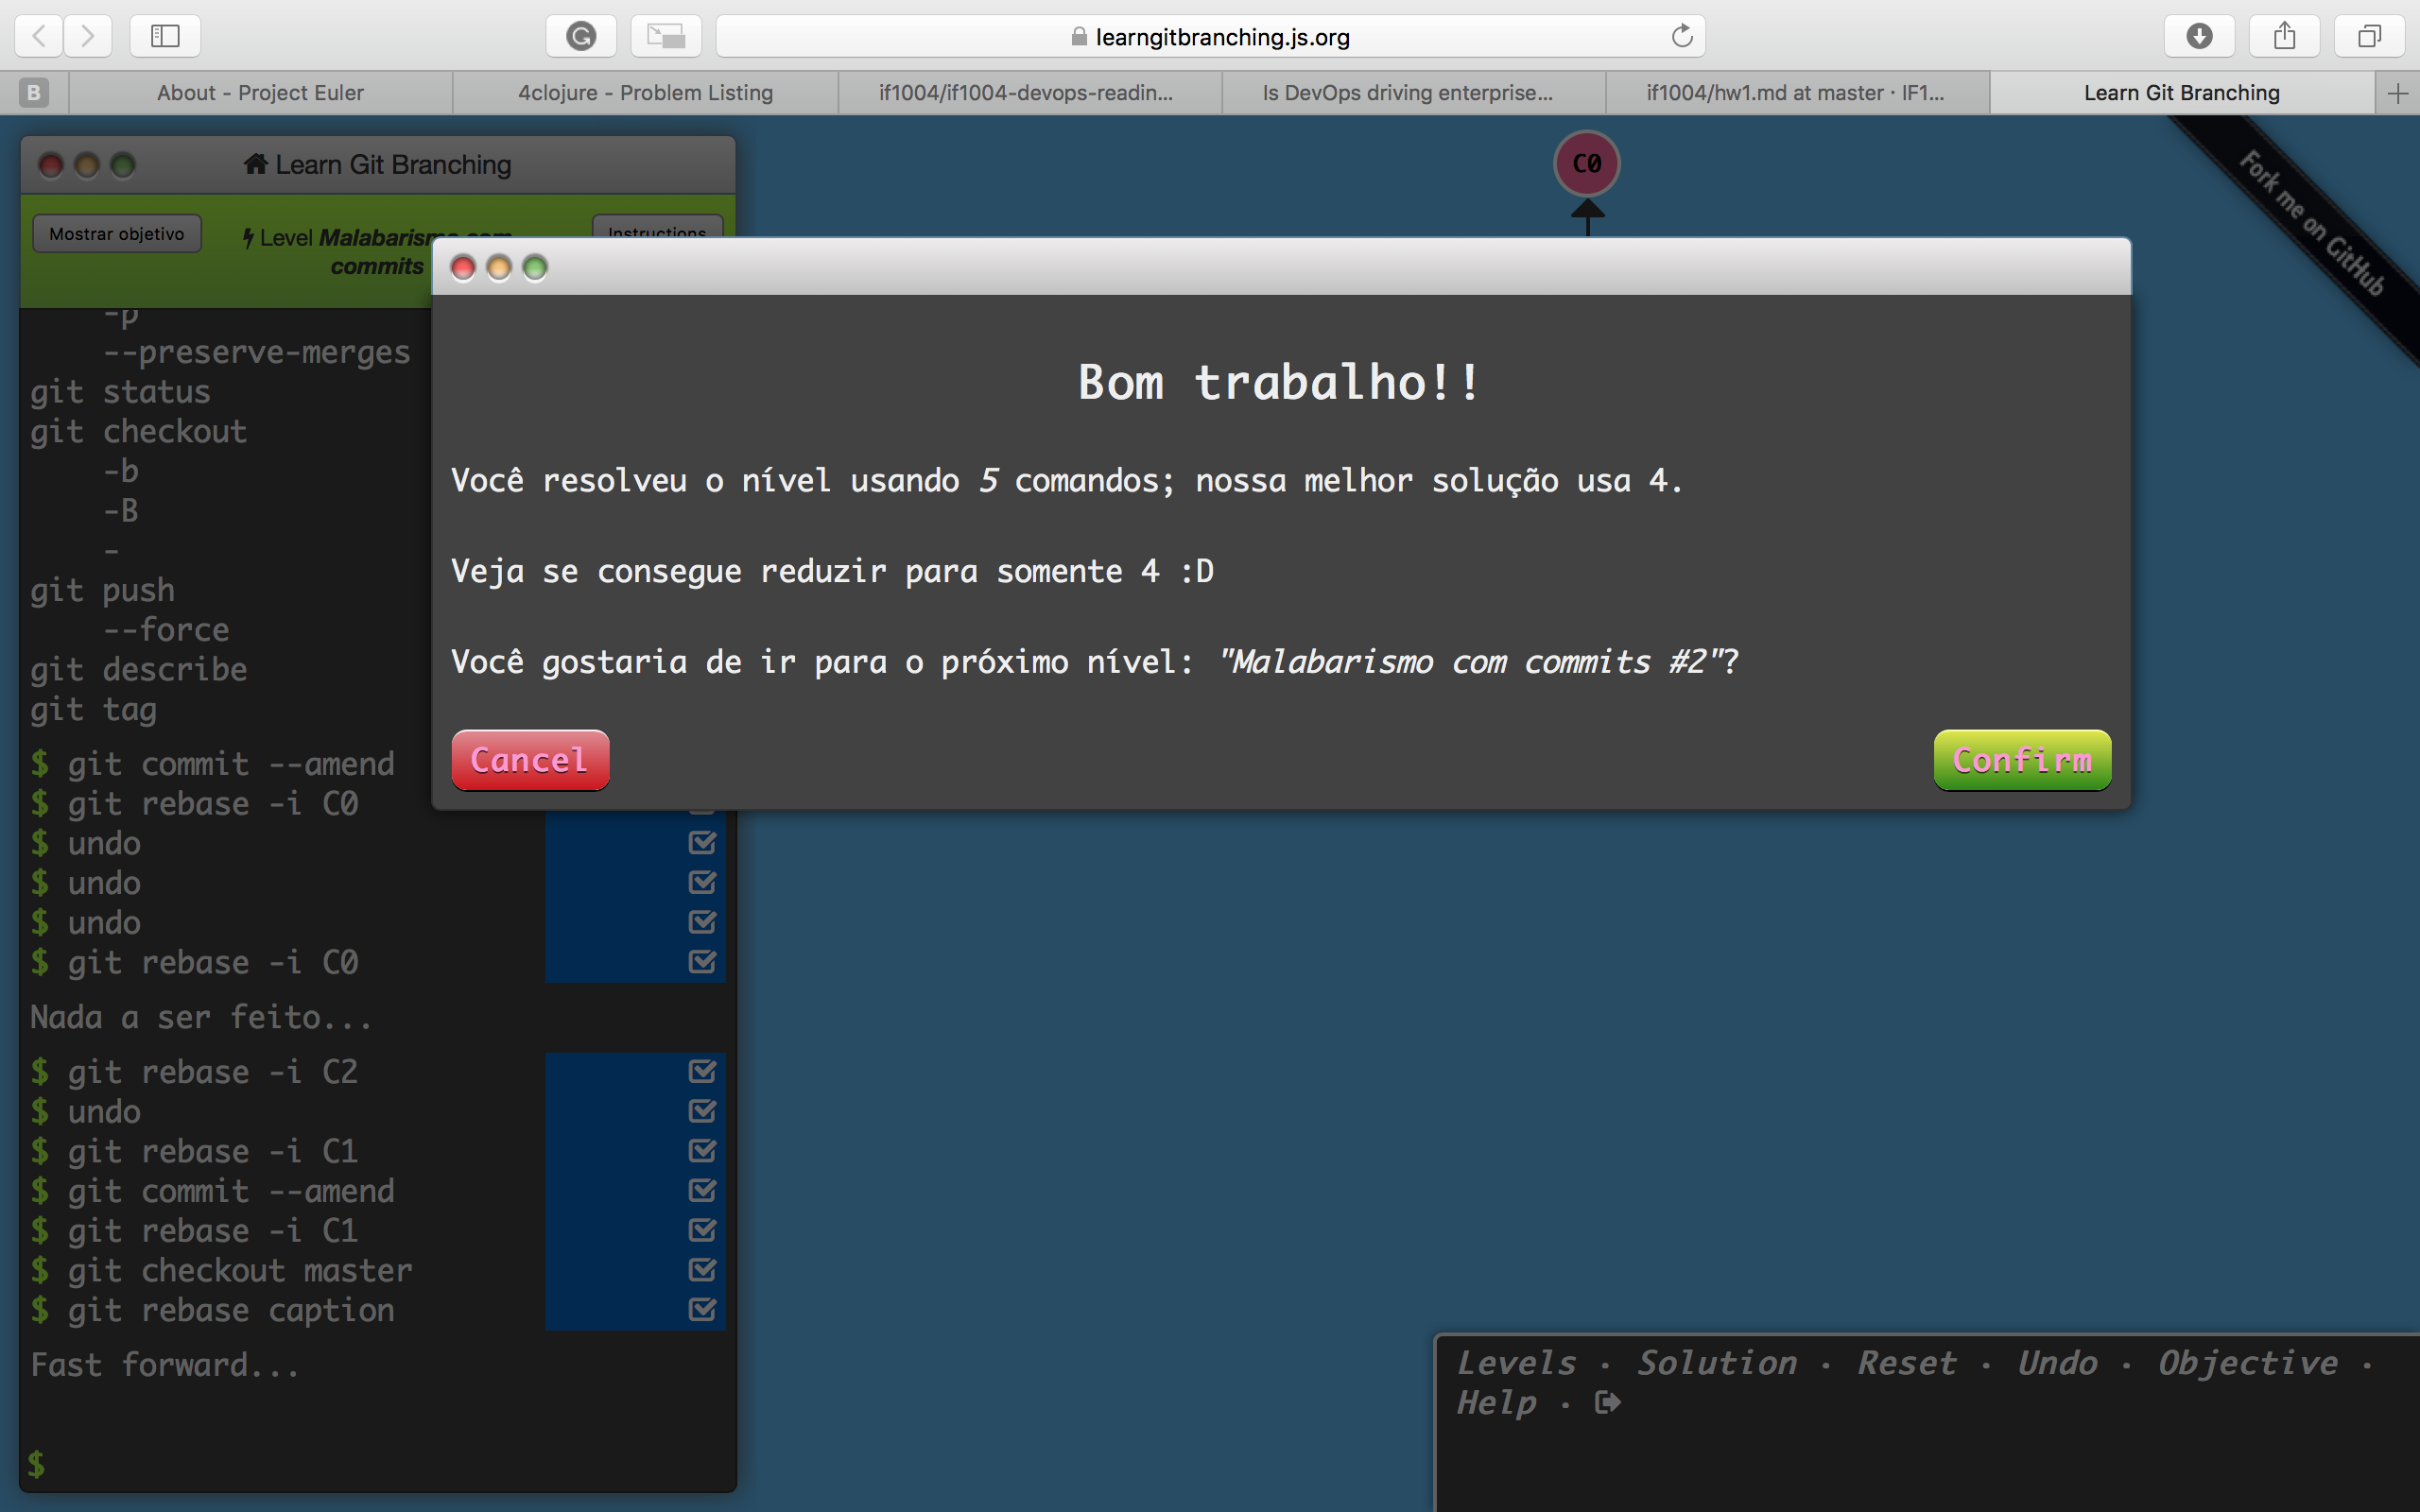 learngitbranching.js.org
B
About - Project Euler
4clojure - Problem Listing
if1004/if1004-devops-readin...
Is DevOps driving enterprise...
if1004/hw1.md at master · IF1...
Learn Git Branching
Learn Git Branching
Mostrar objetivo
Level Malabarismo com
commits
Instructions
C0
Fork me on GitHub
-p
--preserve-merges
git status
git checkout
-b
-B
-
git push
--force
git describe
git tag
$ git commit --amend
$ git rebase -i C0
$ undo
$ undo
$ undo
$ git rebase -i C0
Nada a ser feito...
$ git rebase -i C2
$ undo
$ git rebase -i C1
$ git commit --amend
$ git rebase -i C1
$ git checkout master
$ git rebase caption
Fast forward...
$
Bom trabalho!!
Você resolveu o nível usando 5 comandos; nossa melhor solução usa 4.
Veja se consegue reduzir para somente 4 :D
Você gostaria de ir para o próximo nível: "Malabarismo com commits #2"?
Cancel
Confirm
Levels · Solution · Reset · Undo · Objective ·
Help ·